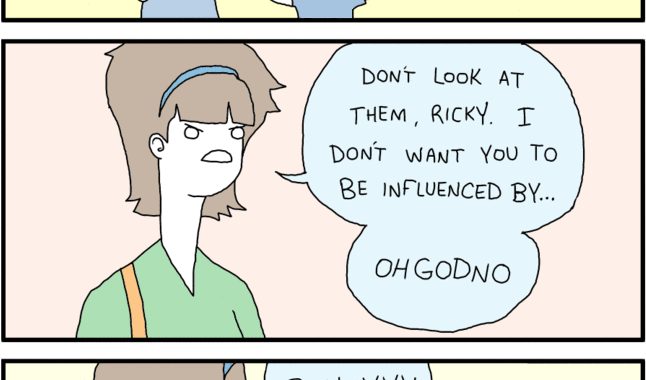 DON'T LOOK AT
THEM, RICKY. I
DON'T WANT YOU TO
BE INFLUENCED BY...
OHGODNO